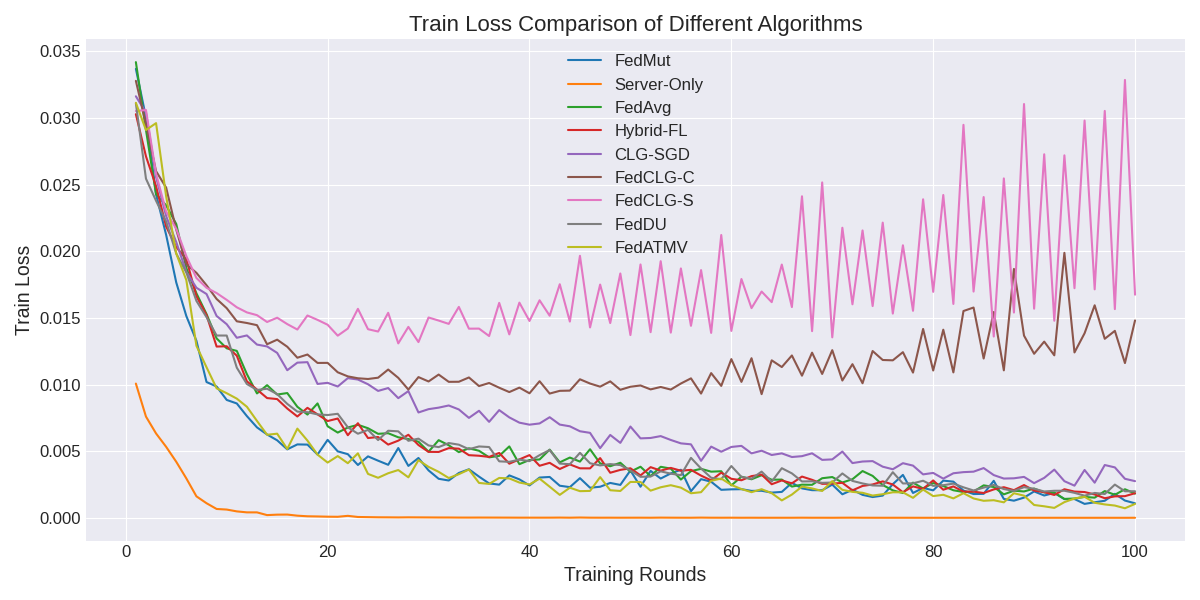 Train Loss Comparison of Different Algorithms
0.035
0.030
0.025
0.020
0.015
0.010
0.005
0.000
Train Loss
FedMut
Server-Only
FedAvg
Hybrid-FL
CLG-SGD
FedCLG-C
FedCLG-S
FedDU
FedATMV
0 20 40 60 80 100
Training Rounds